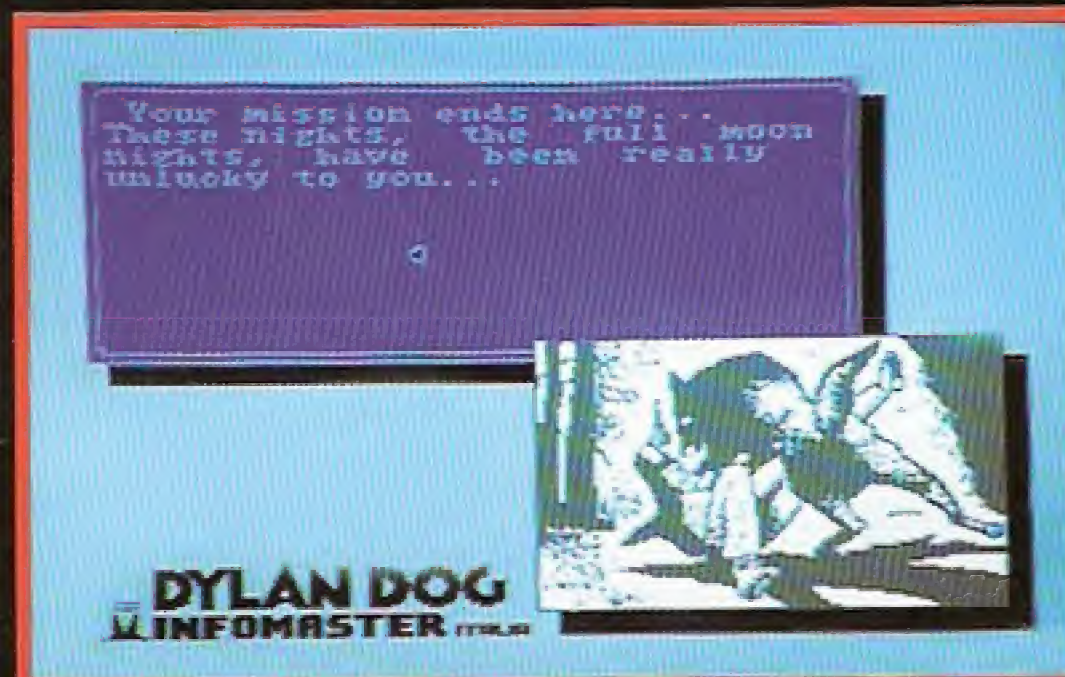 Your mission ends here...
These nights, the full moon
nights, have been really
unlucky to you...
DYLAN DOG
INFOMASTER